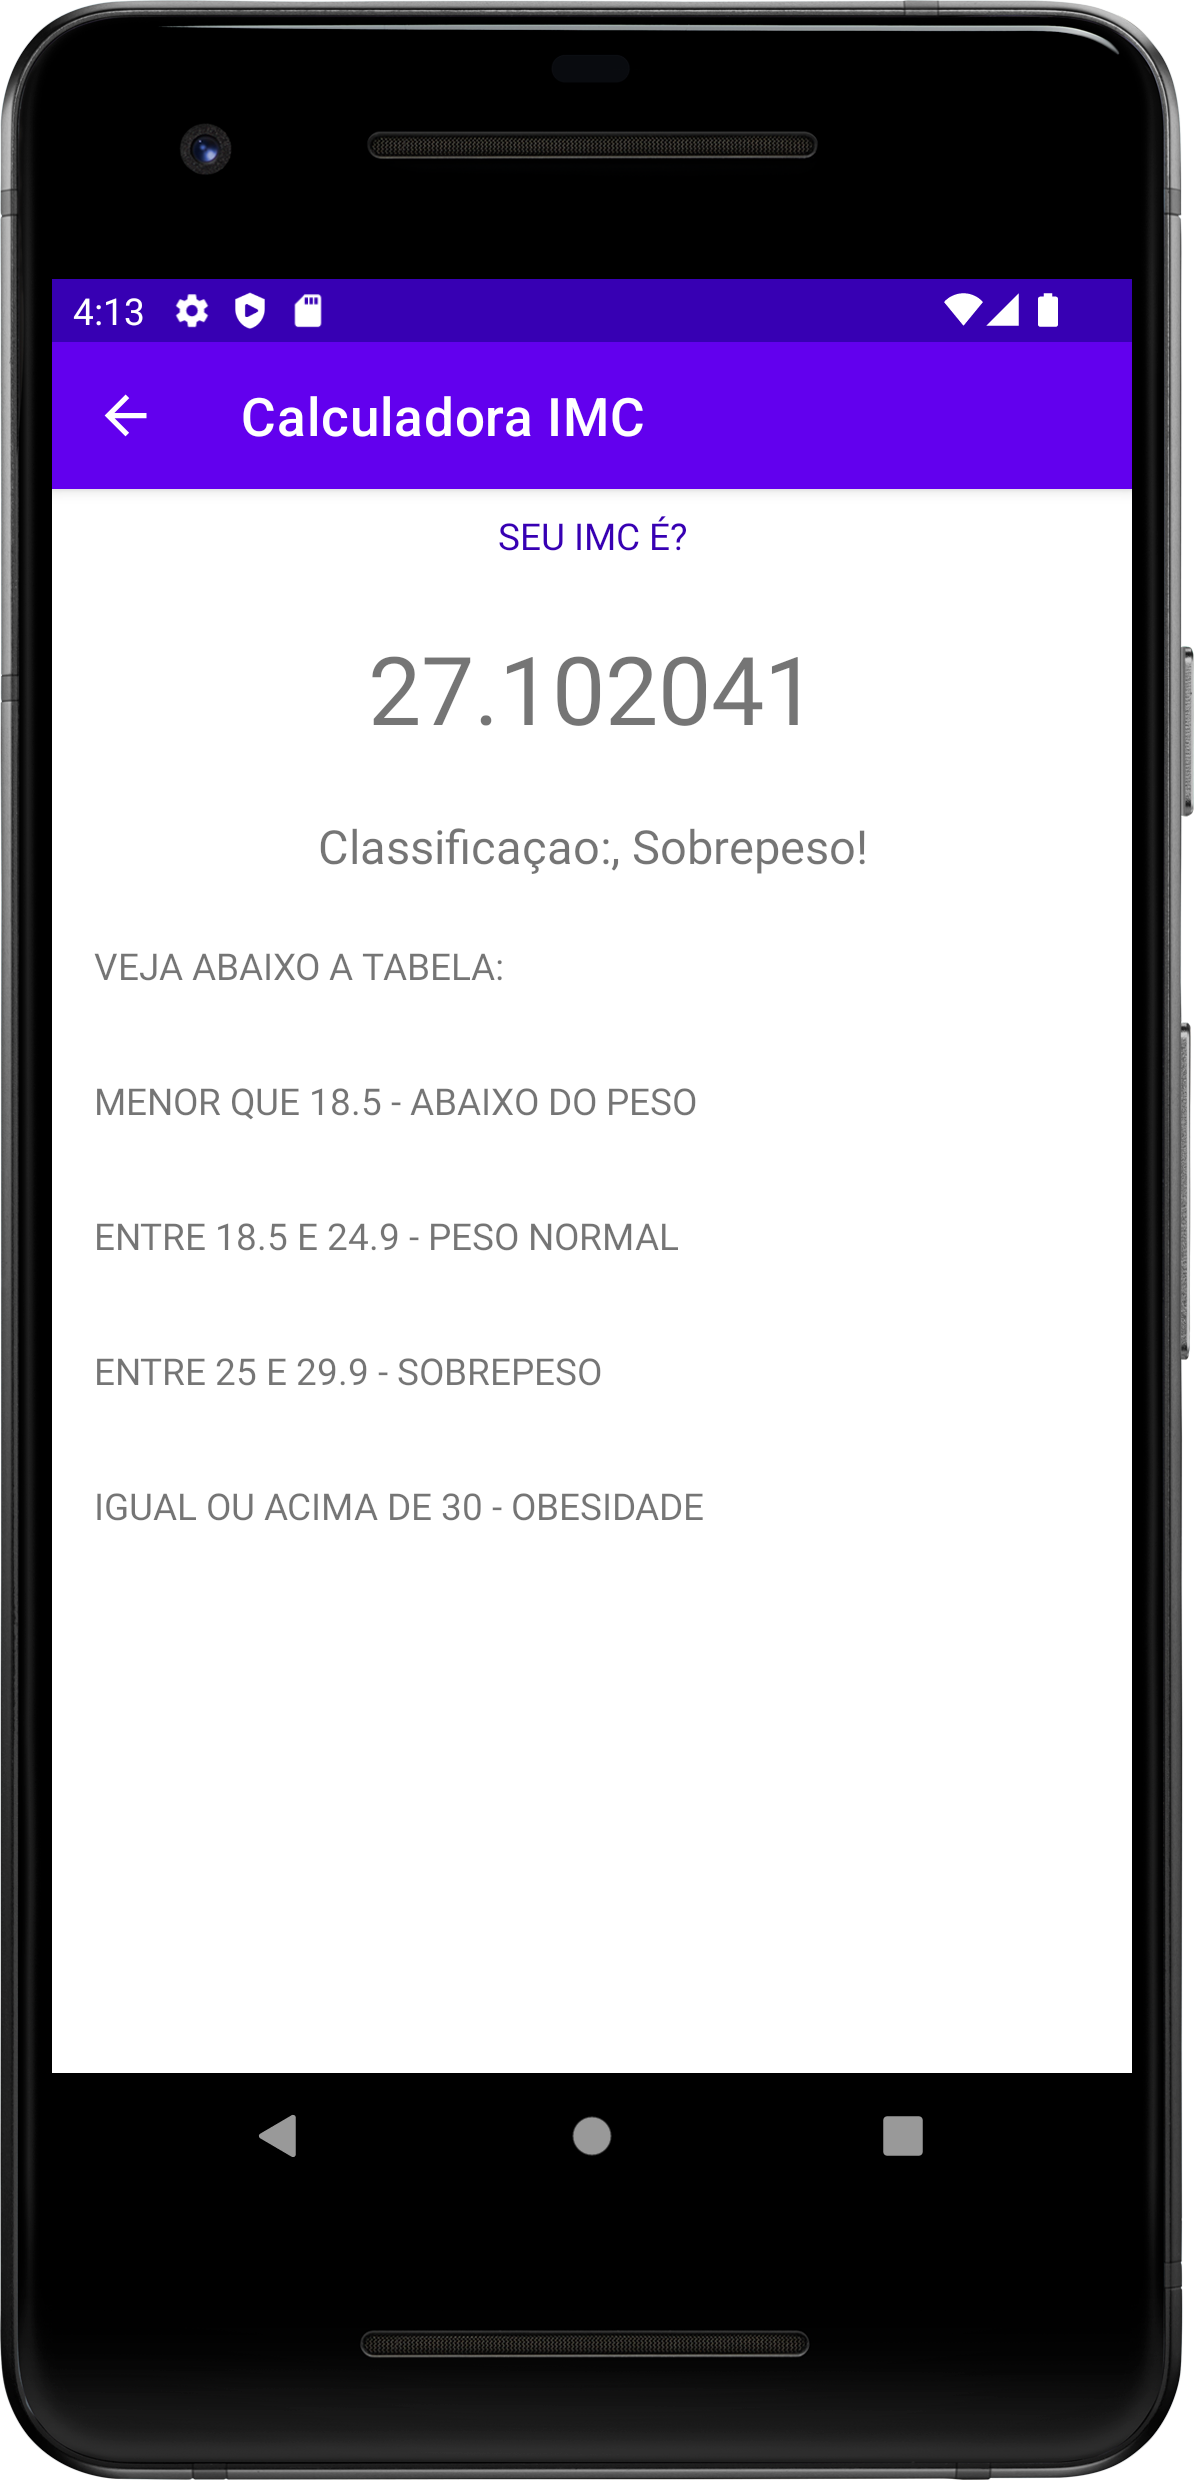 4:13
Calculadora IMC
SEU IMC É?
27.102041
Classificaçao:, Sobrepeso!
VEJA ABAIXO A TABELA:
MENOR QUE 18.5 - ABAIXO DO PESO
ENTRE 18.5 E 24.9 - PESO NORMAL
ENTRE 25 E 29.9 - SOBREPESO
IGUAL OU ACIMA DE 30 - OBESIDADE